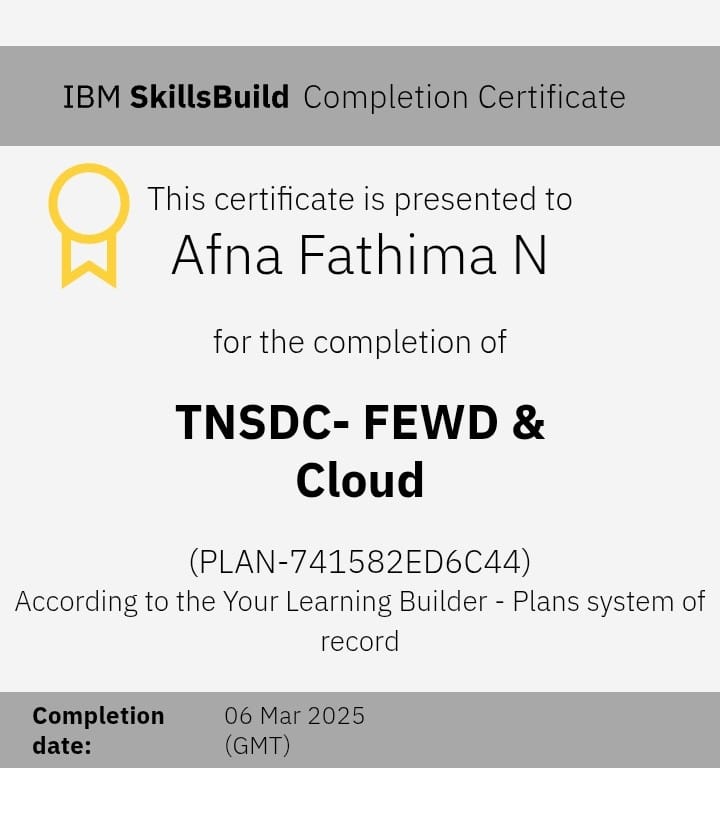 IBM SkillsBuild Completion Certificate
This certificate is presented to
Afna Fathima N
for the completion of
TNSDC- FEWD &
Cloud
(PLAN-741582ED6C44)
According to the Your Learning Builder - Plans system of
record
Completion date: 06 Mar 2025 (GMT)